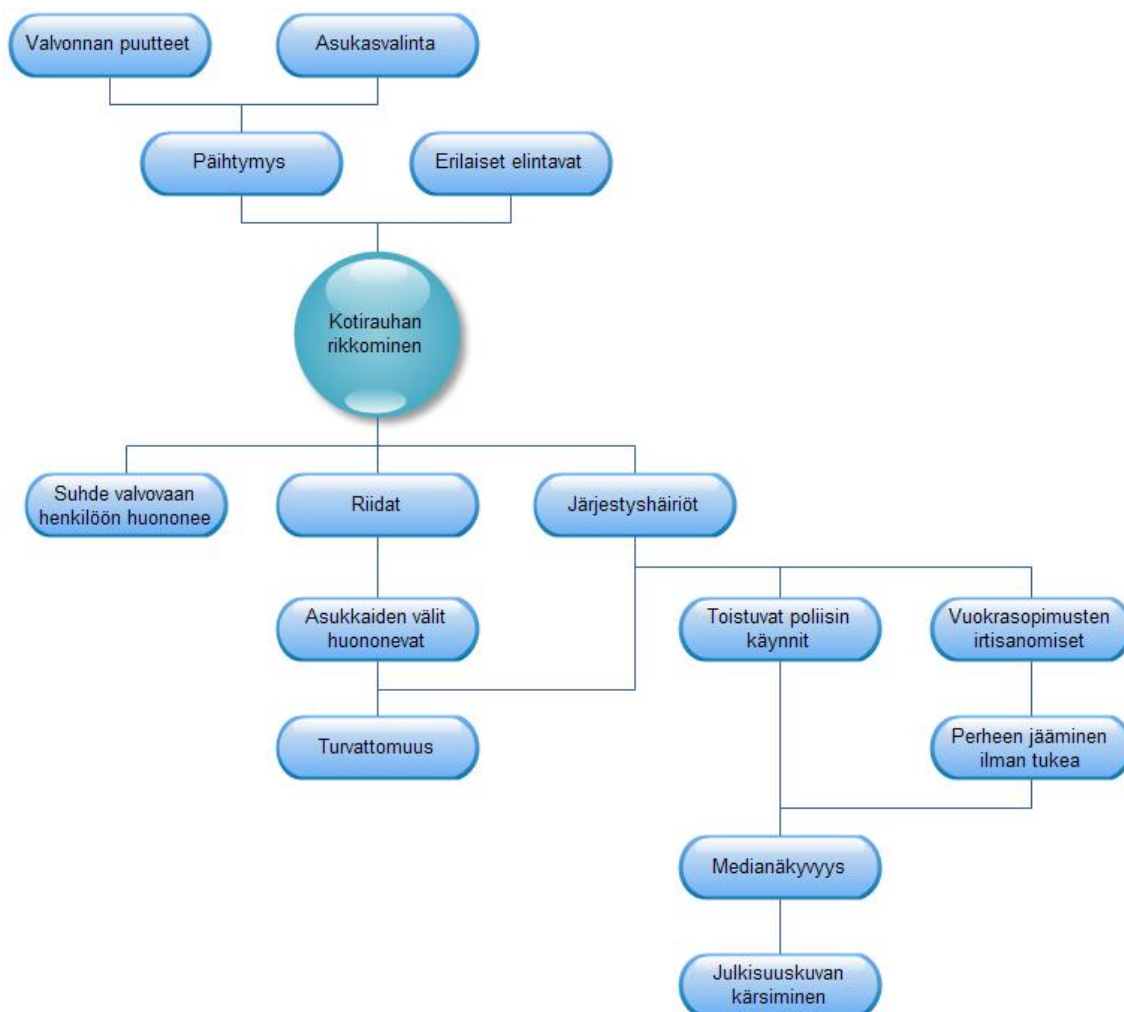 Valvonnan puutteet
Asukasvalinta
Päihtymys
Erilaiset elintavat
Kotirauhan
rikkominen
Suhde valvovaan
henkilöön huononee
Riidat
Järjestyshäiriöt
Asukkaiden välit
huononevat
Toistuvat poliisin
käynnit
Vuokrasopimusten
irtisanomiset
Turvattomuus
Perheen jääminen
ilman tukea
Medianäkyvyys
Julkisuuskuvan
kärsiminen